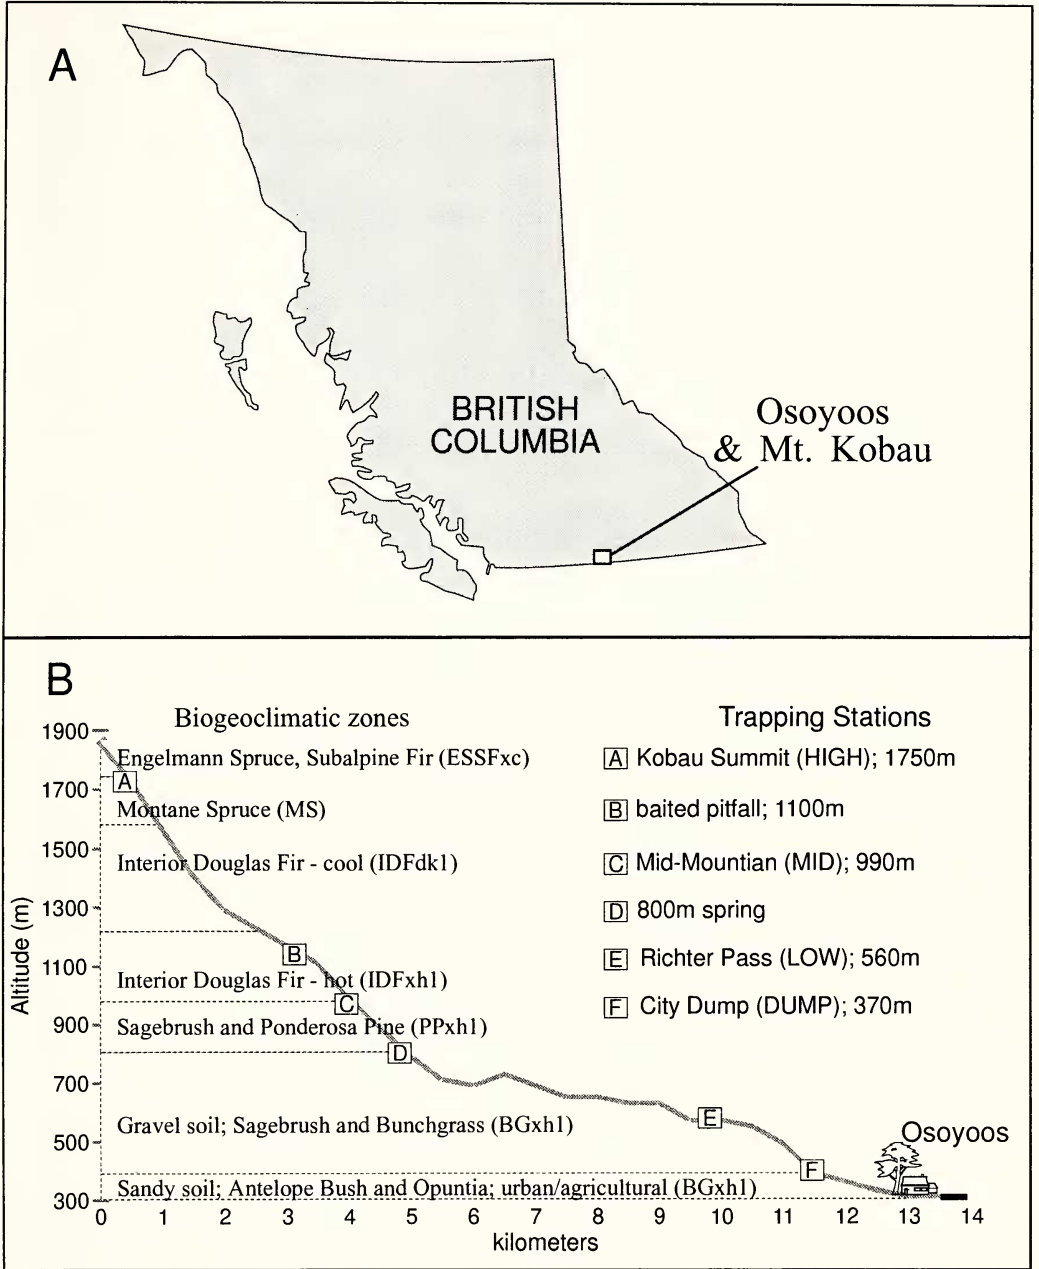 A
BRITISH
COLUMBIA
Osoyoos
& Mt. Kobau
B
Biogeoclimatic zones
Trapping Stations
Engelmann Spruce, Subalpine Fir (ESSFxc)
Montane Spruce (MS)
Interior Douglas Fir - cool (IDFdk1)
Interior Douglas Fir - hot (IDFxh1)
Sagebrush and Ponderosa Pine (PPxh1)
Gravel soil; Sagebrush and Bunchgrass (BGxh1)
Sandy soil; Antelope Bush and Opuntia; urban/agricultural (BGxh1)
A Kobau Summit (HIGH); 1750m
B baited pitfall; 1100m
C Mid-Mountian (MID); 990m
D 800m spring
E Richter Pass (LOW); 560m
F City Dump (DUMP); 370m
A
B
C
D
E
F
Osoyoos
Altitude (m)
1900
1700
1500
1300
1100
900
700
500
300
0 1 2 3 4 5 6 7 8 9 10 11 12 13 14
kilometers